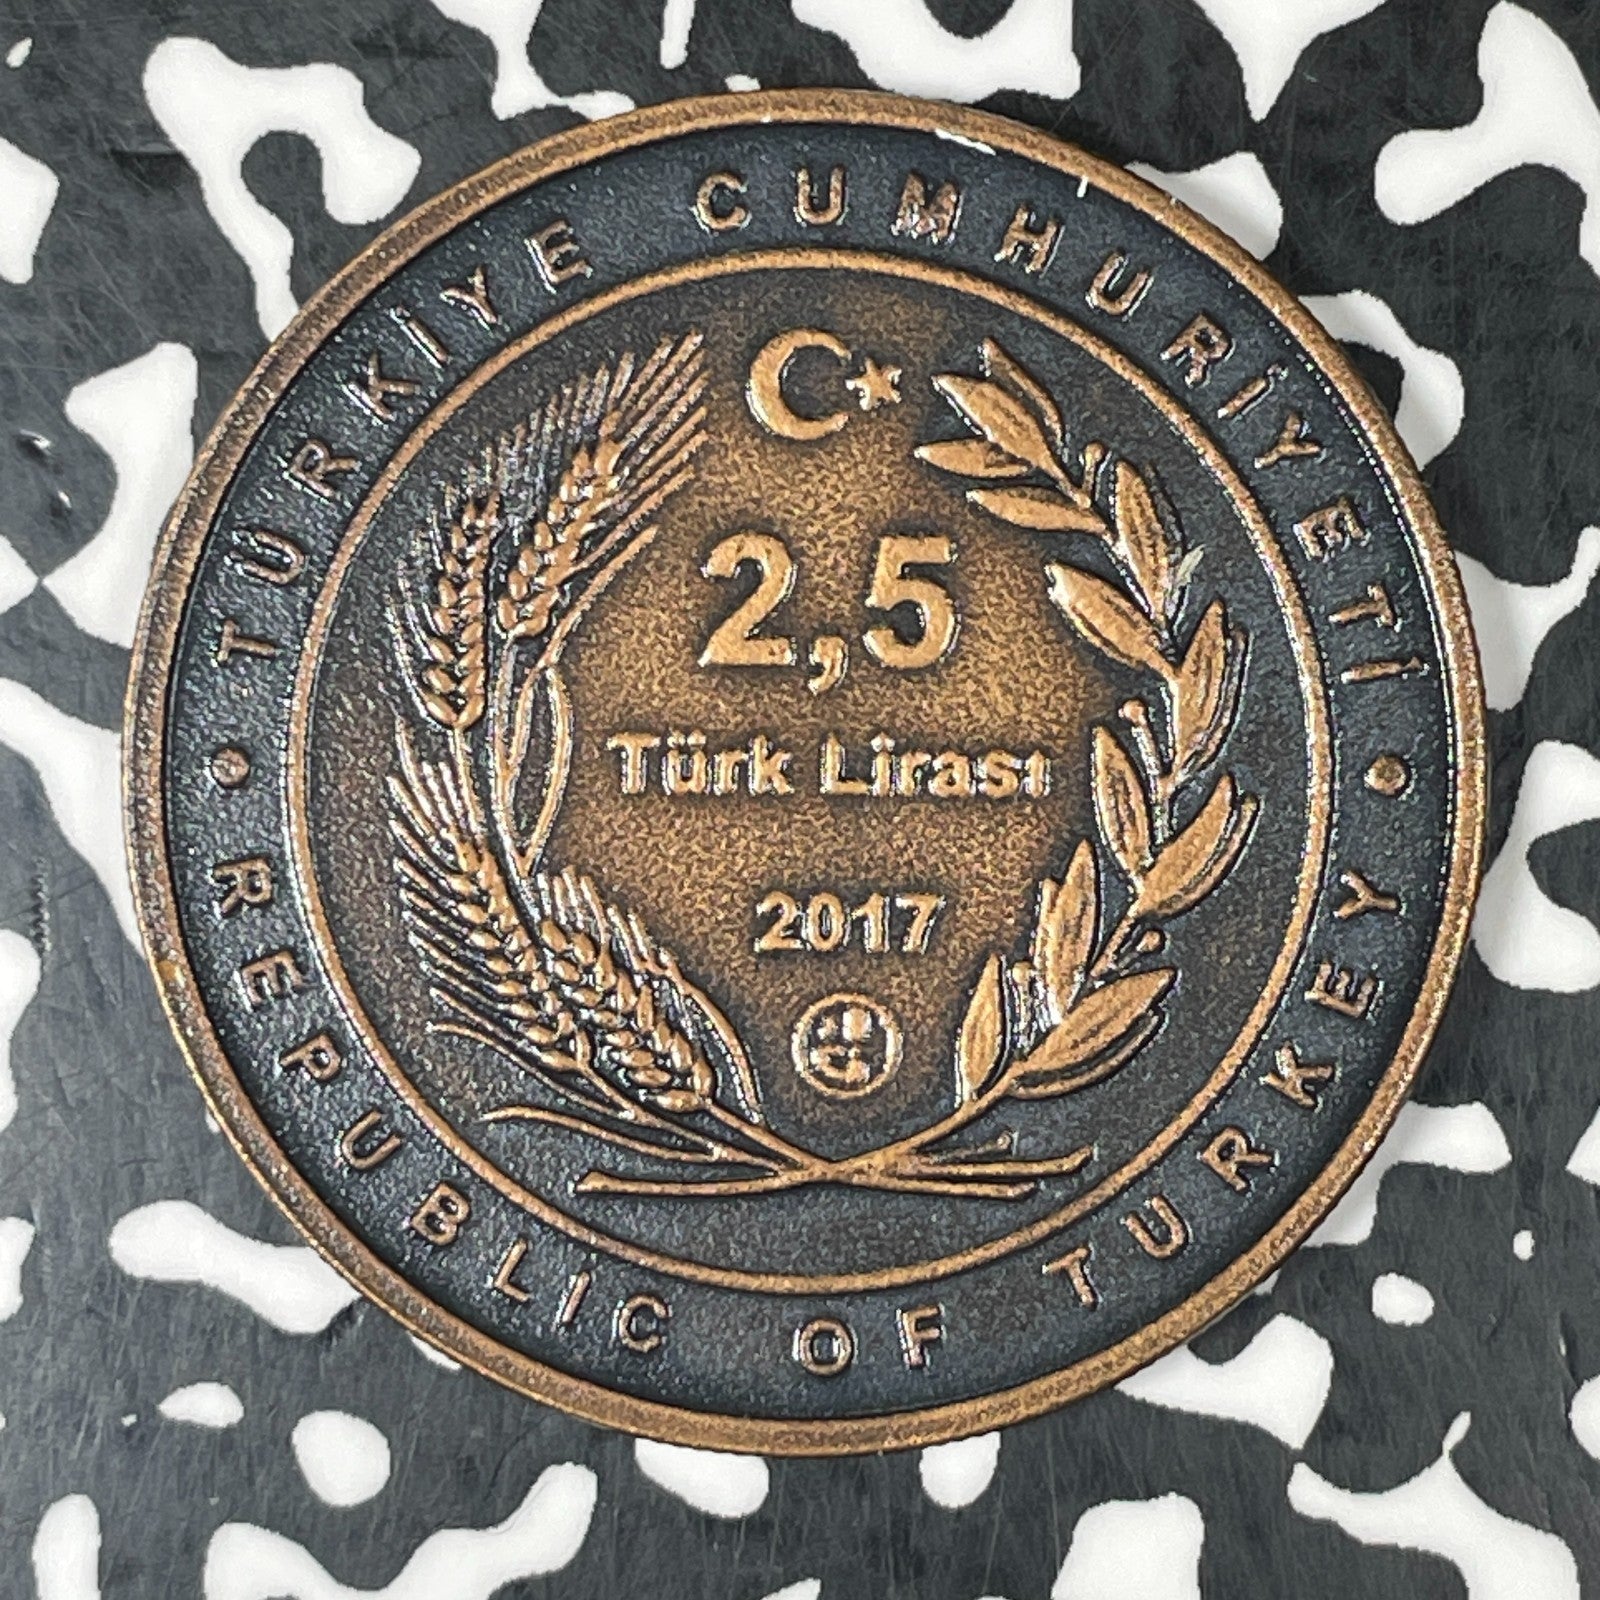 TÜRKİYE CUMHURİYETİ
2,5
Türk Lirası
2017
REPUBLIC OF TURKEY